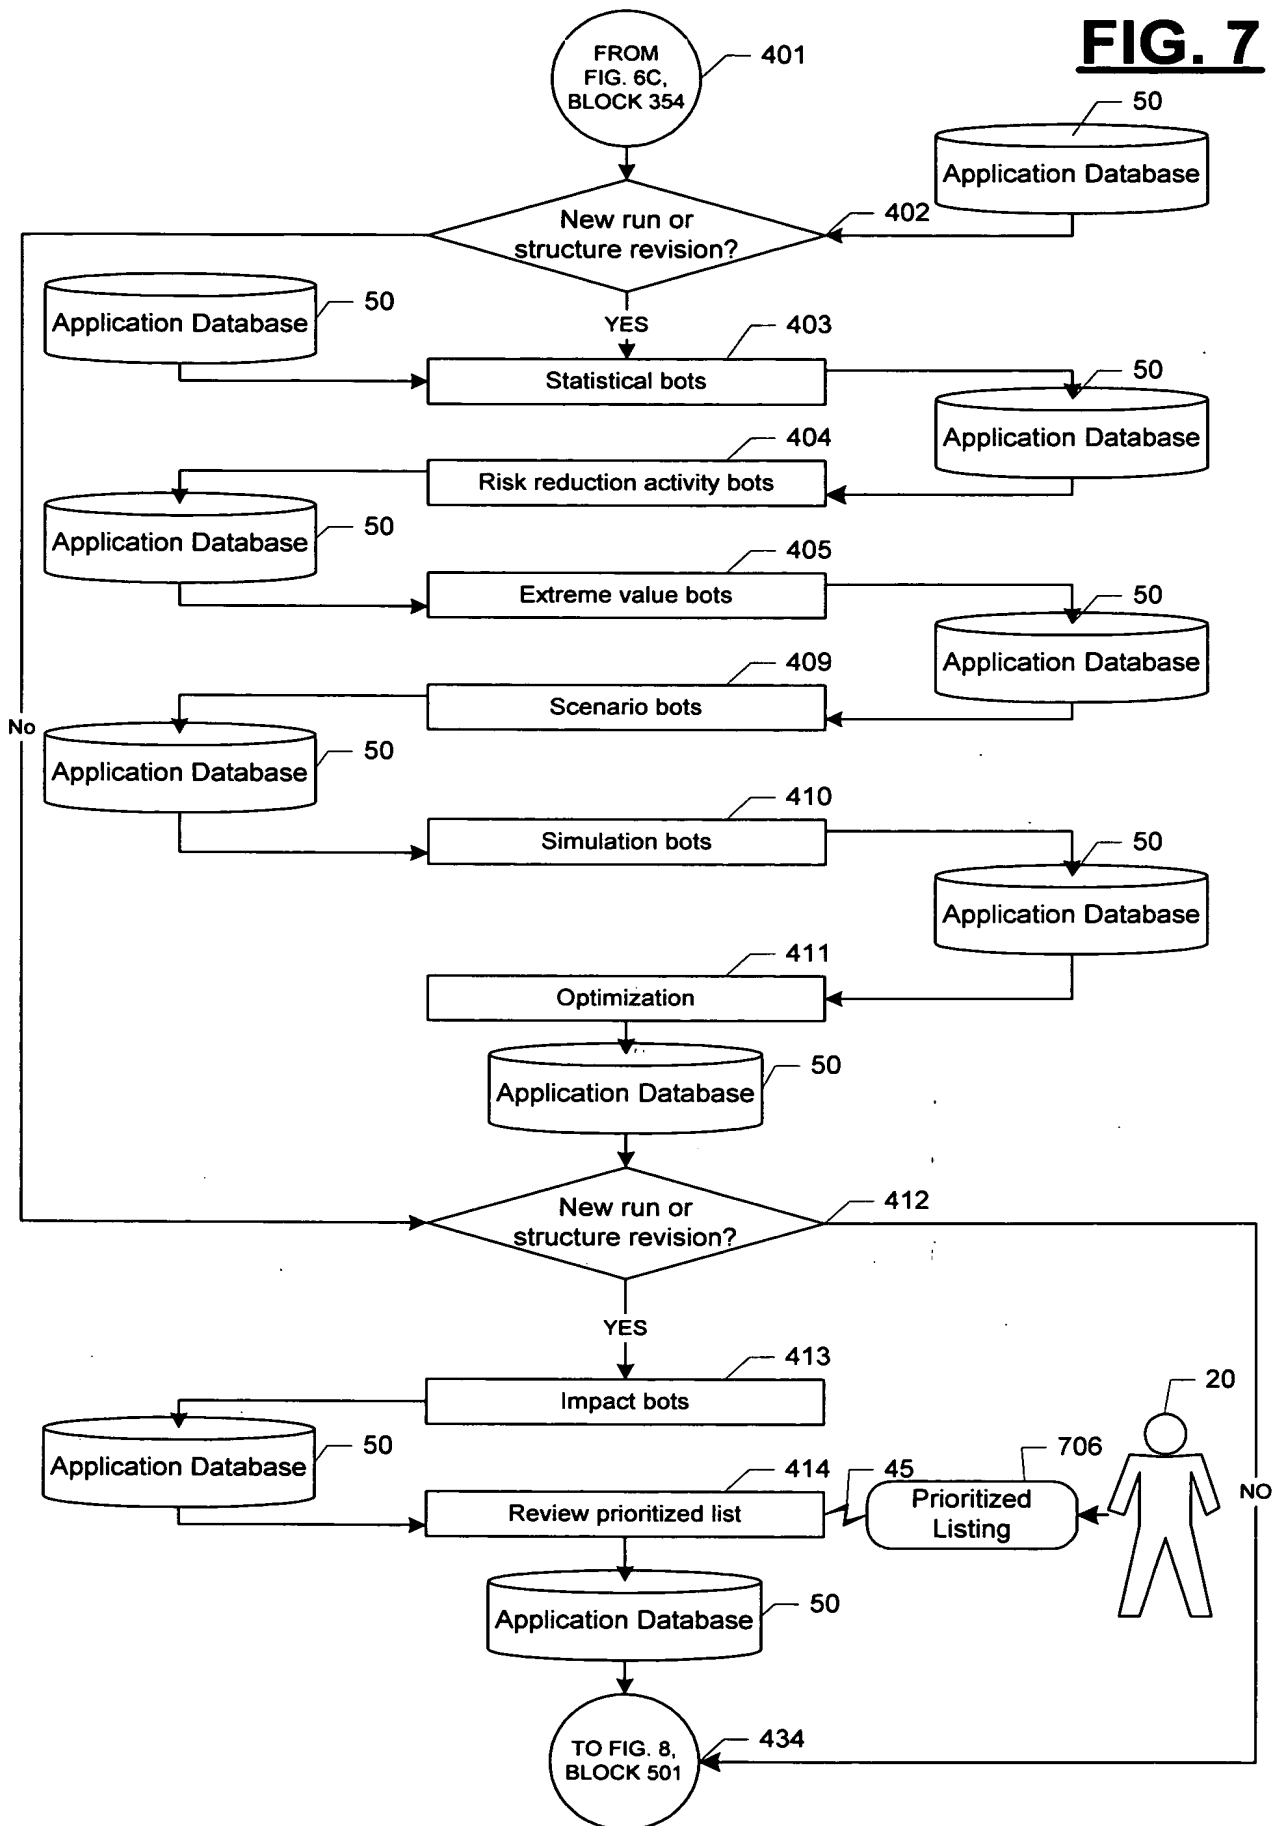 FIG. 7
FROM
FIG. 6C,
BLOCK 354
401
50
Application Database
New run or
structure revision?
402
50
Application Database
YES
403
Statistical bots
50
Application Database
404
Risk reduction activity bots
50
Application Database
405
Extreme value bots
50
Application Database
409
Scenario bots
No
50
Application Database
410
Simulation bots
50
Application Database
411
Optimization
50
Application Database
New run or
structure revision?
412
YES
413
Impact bots
20
50
Application Database
414
Review prioritized list
45
706
Prioritized
Listing
NO
50
Application Database
TO FIG. 8,
BLOCK 501
434